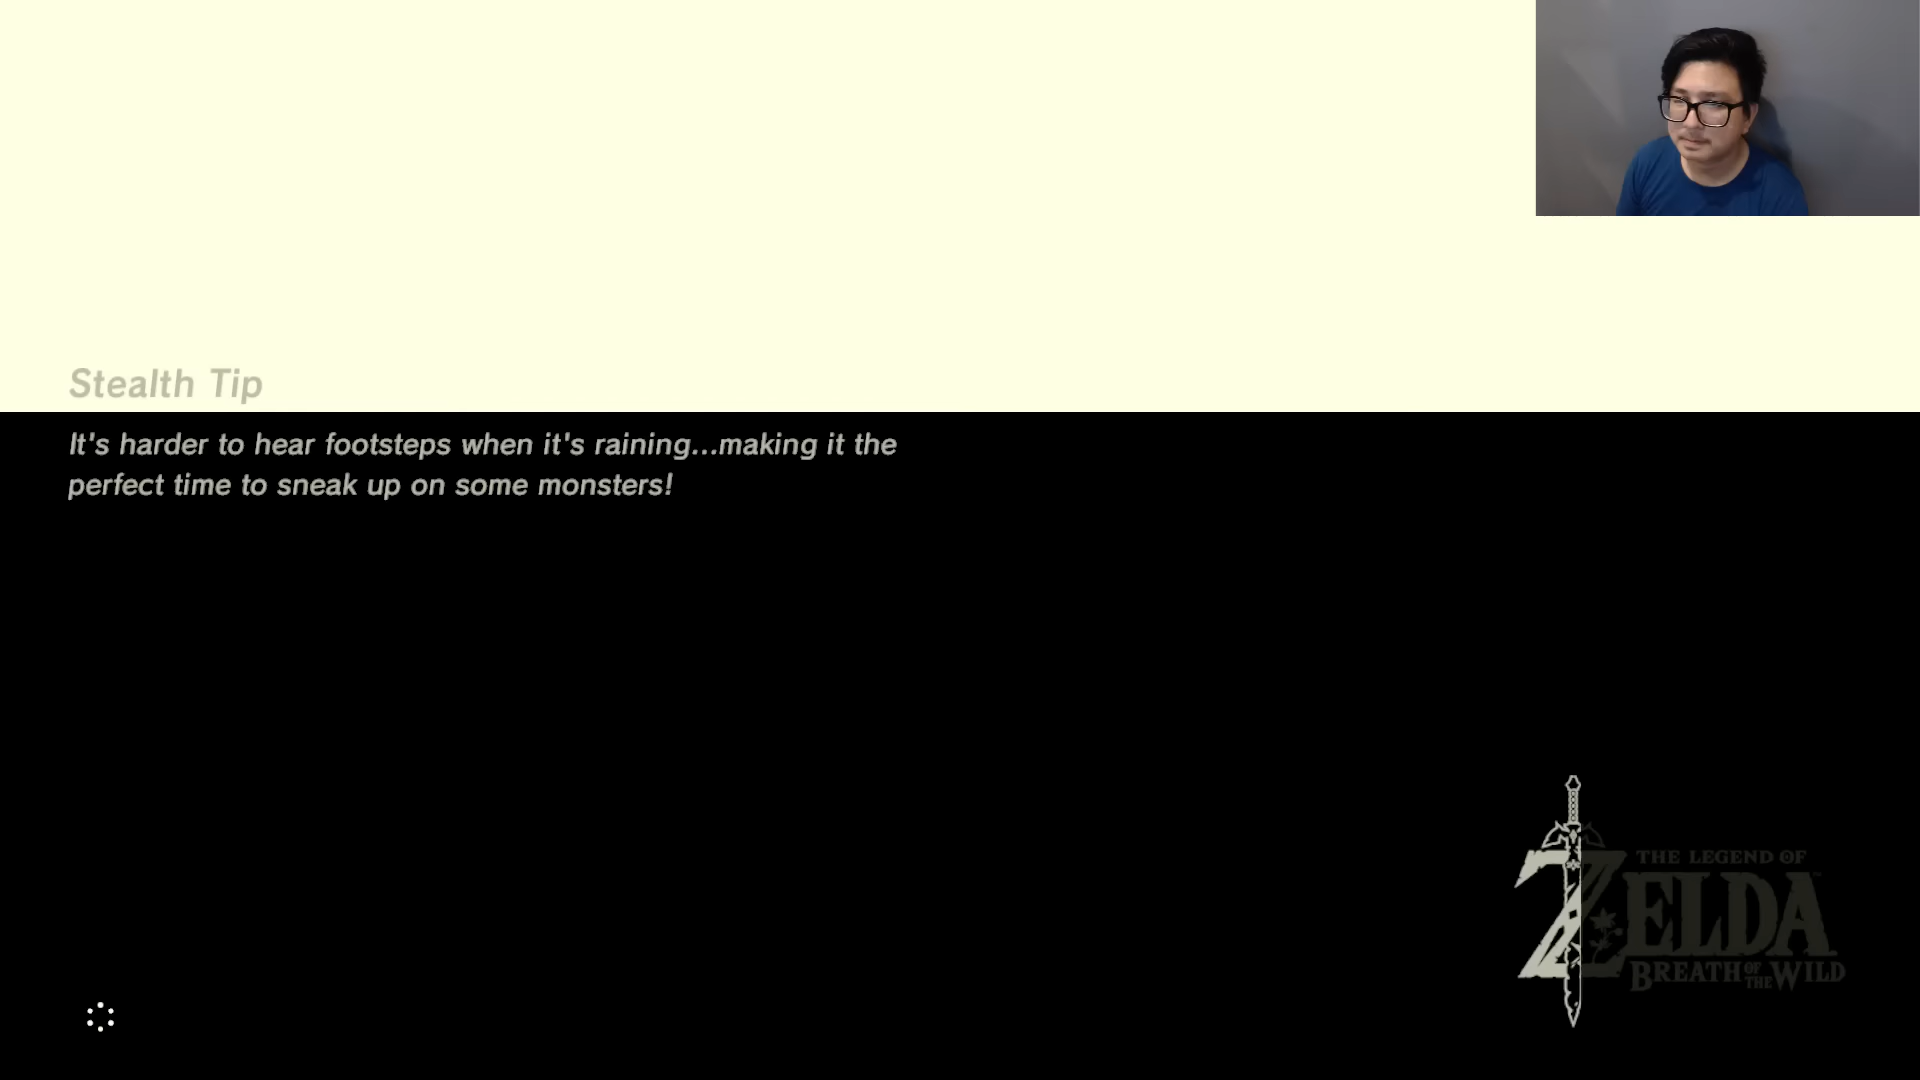 Stealth Tip
It's harder to hear footsteps when it's raining...making it the
perfect time to sneak up on some monsters!
THE LEGEND OF
ZELDA
BREATH OF THE WILD